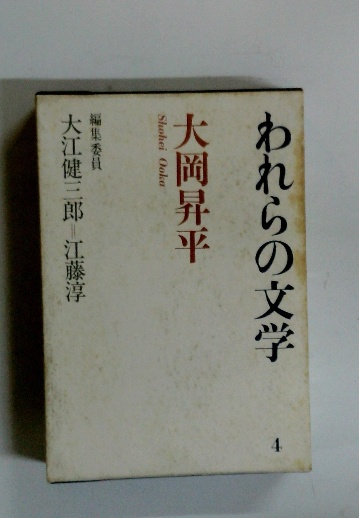 われらの文学
4
大岡昇平
Shohei Ooka
編集委員
大江健三郎=江藤淳